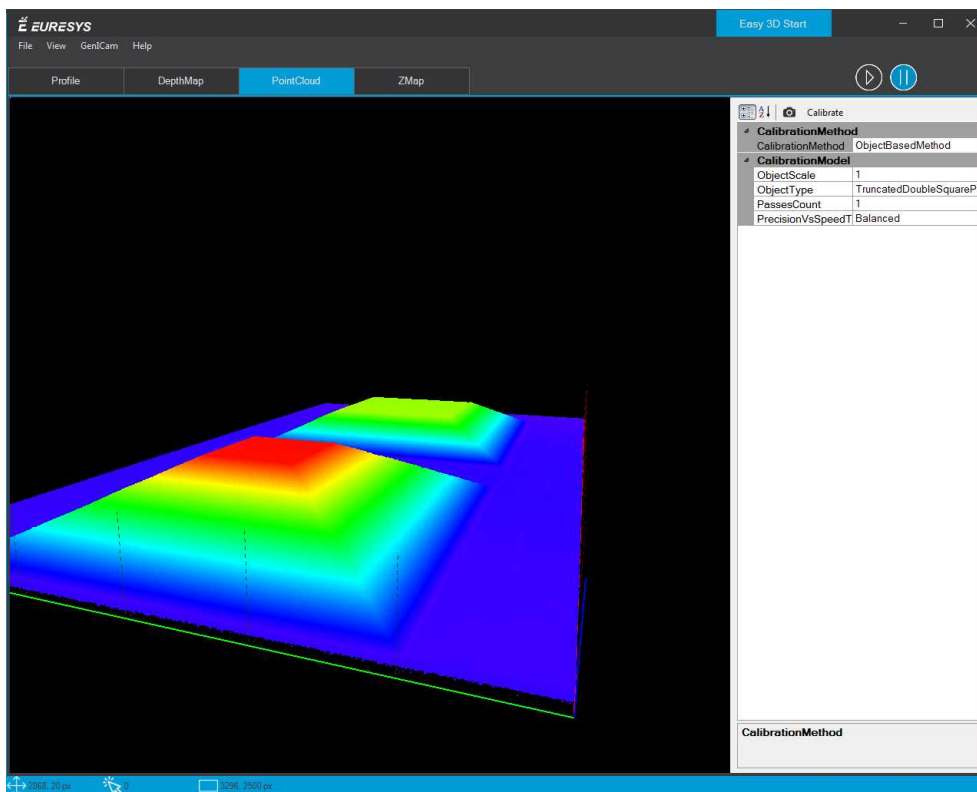 EURESYS
Easy 3D Start
File View GenICam Help
Profile DepthMap PointCloud ZMap
Calibrate
CalibrationMethod
CalibrationMethod ObjectBasedMethod
CalibrationModel
ObjectScale 1
ObjectType TruncatedDoubleSquareP
PassesCount 1
PrecisionVsSpeedT Balanced
CalibrationMethod
2868, 20 px 0 3296, 2500 px